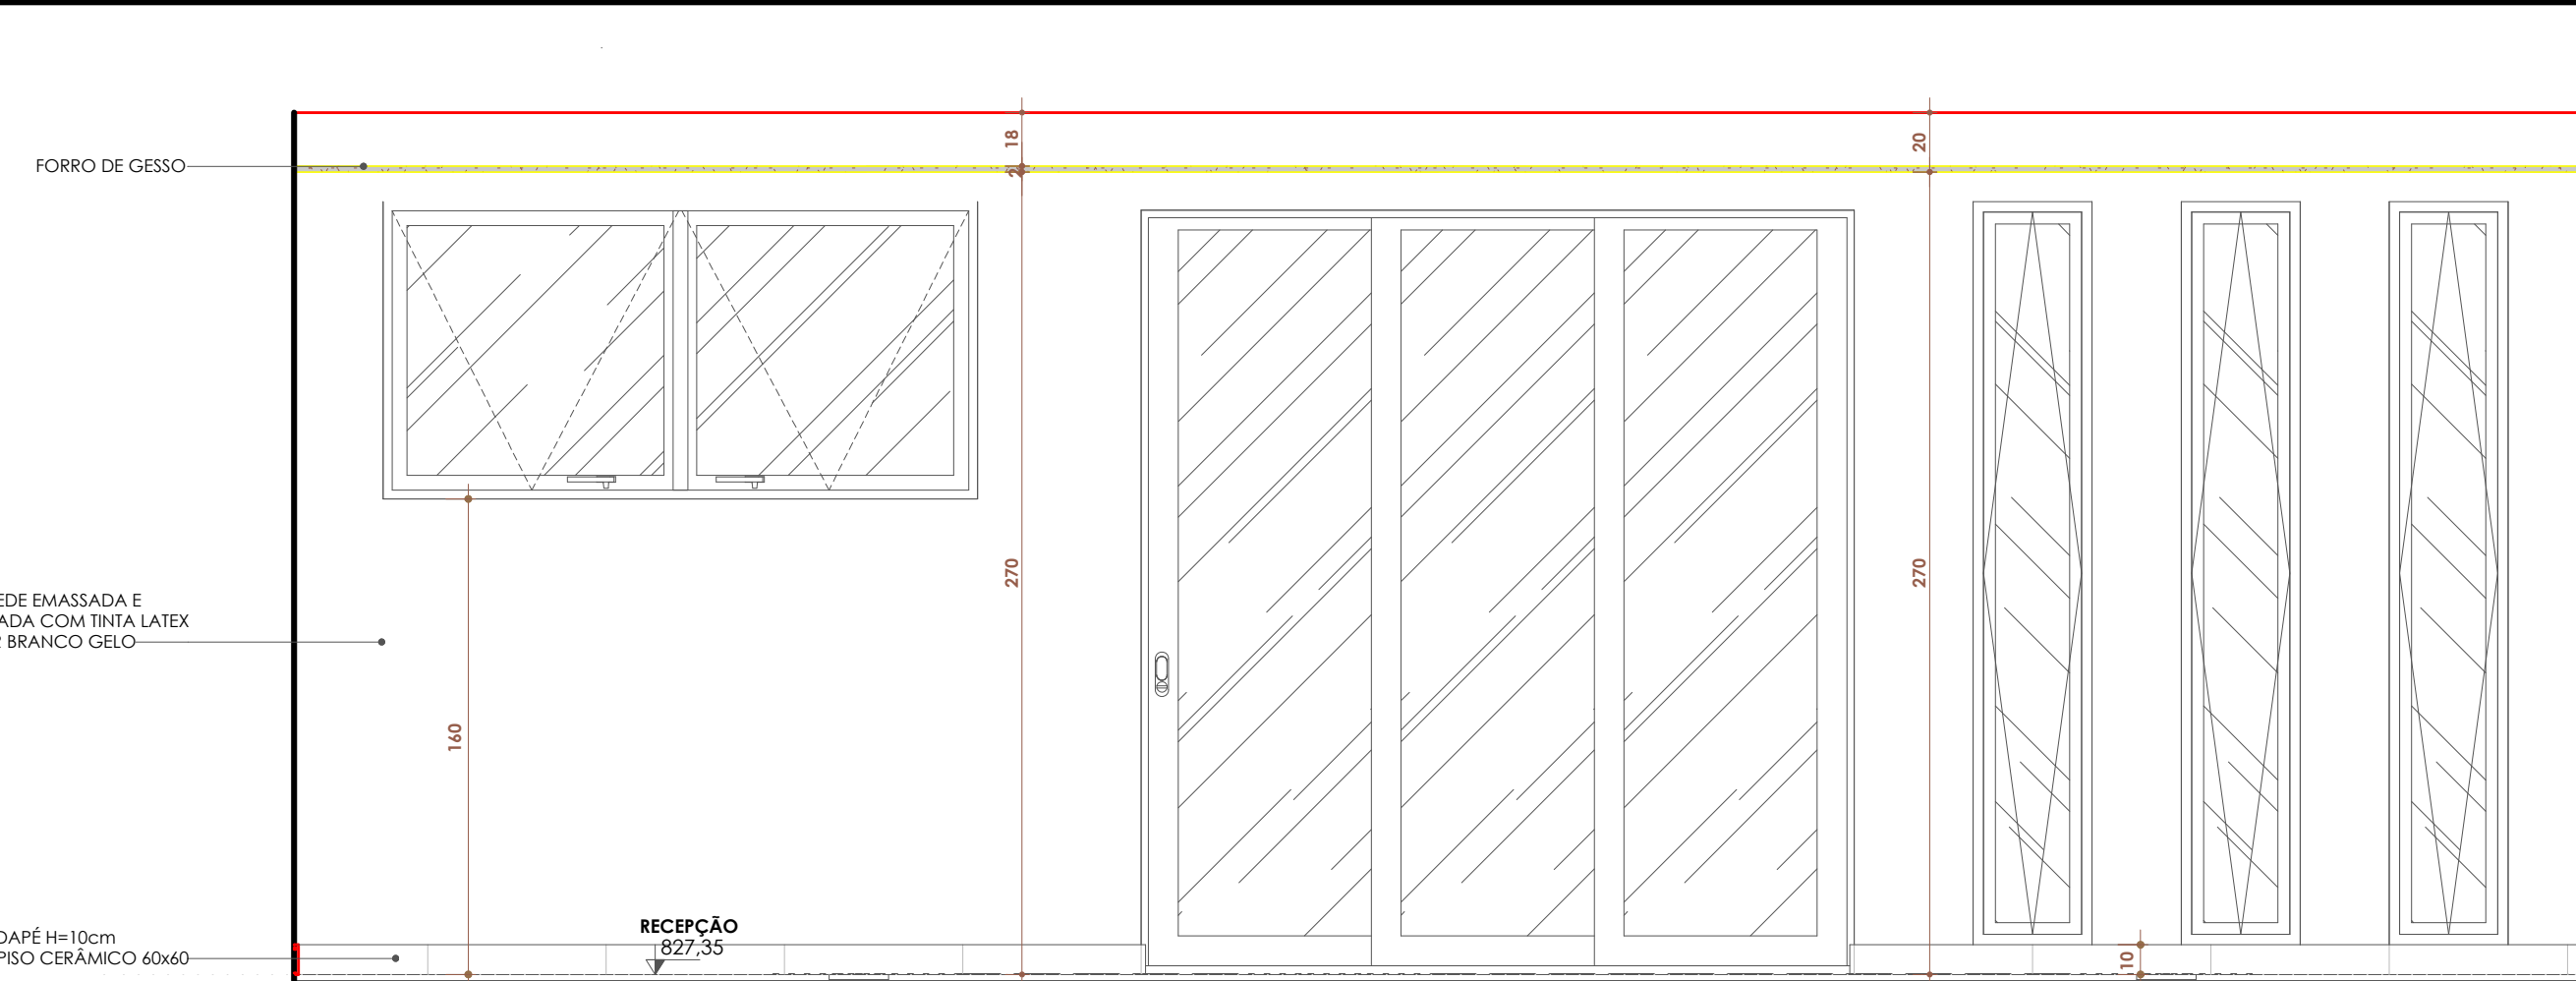 18
20
FORRO DE GESSO
2
270
270
EDE EMASSADA E
ADA COM TINTA LATEX
BRANCO GELO
160
RECEPÇÃO
827,35
DAPÉ H=10cm
PISO CERÂMICO 60x60
10